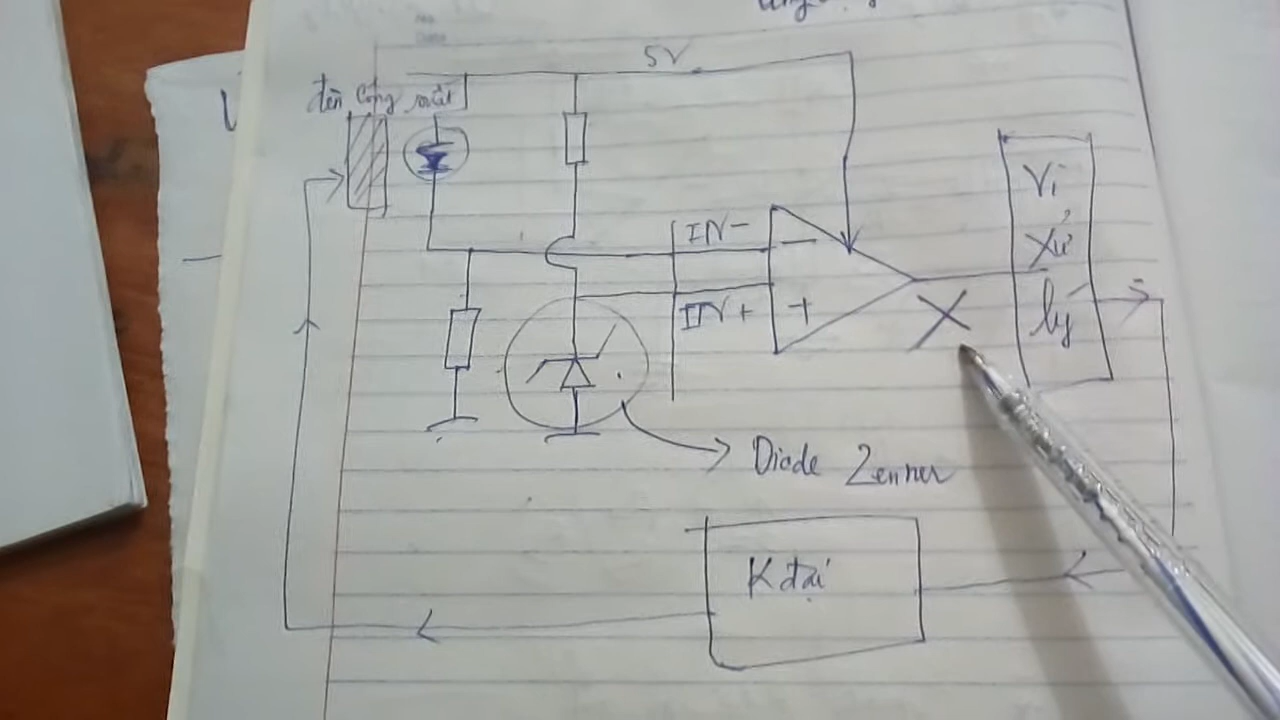 5V
đèn công suất
IN-
IN+
Vi
Xử
lý
Diode Zenner
K đại